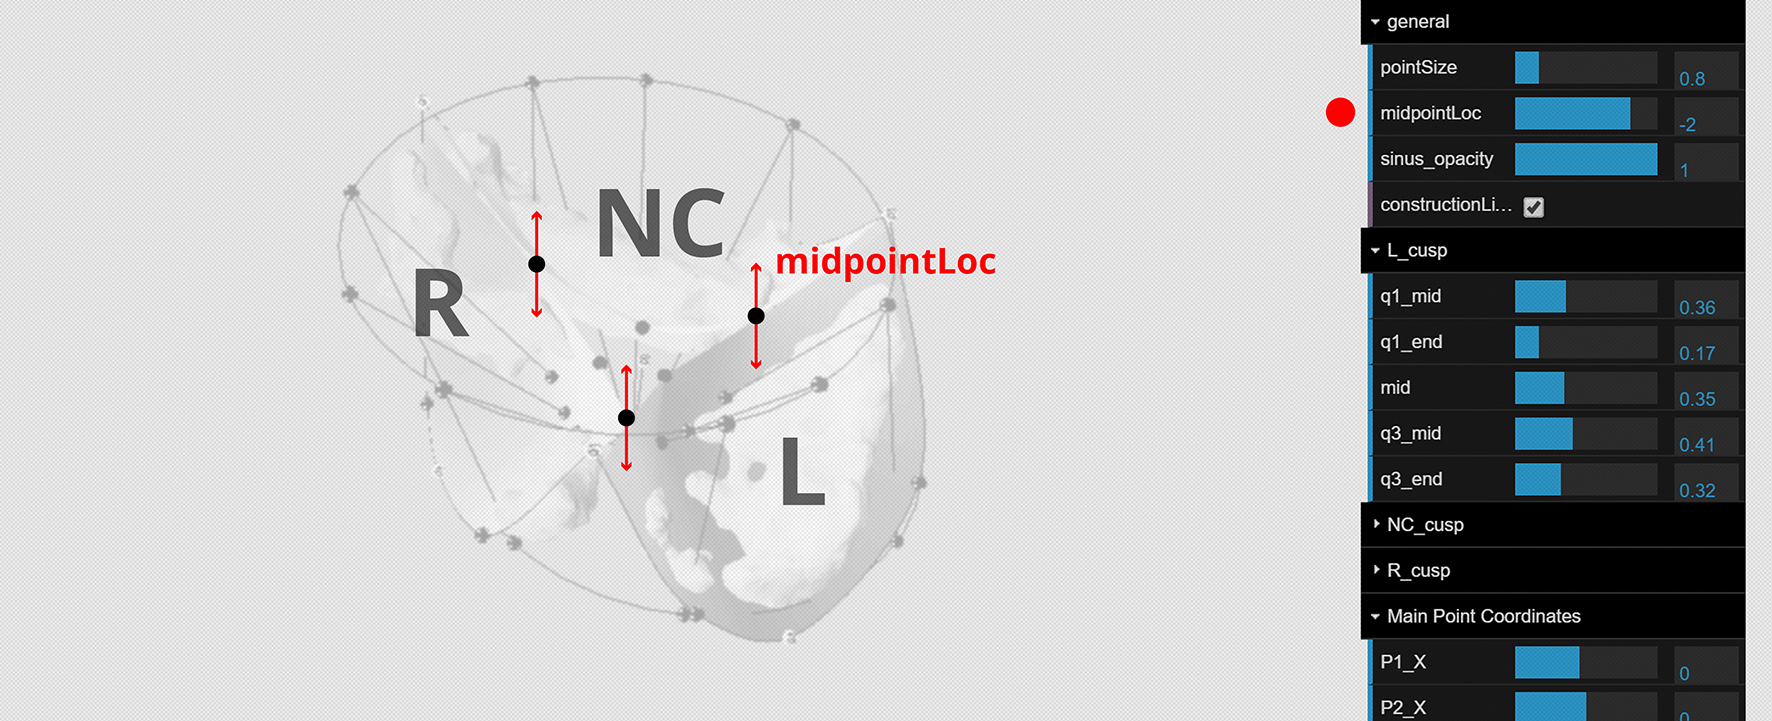 NC
R
midpointLoc
L
general
pointSize 0.8
midpointLoc -2
sinus_opacity 1
constructionLi...
L_cusp
q1_mid 0.36
q1_end 0.17
mid 0.35
q3_mid 0.41
q3_end 0.32
NC_cusp
R_cusp
Main Point Coordinates
P1_X 0
P2_X 0